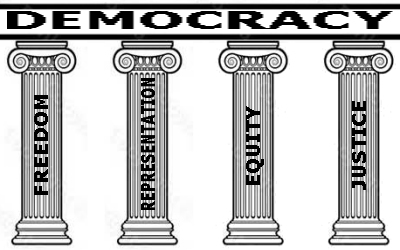 DEMOCRACY
FREEDOM
REPRESENTATION
EQUITY
JUSTICE